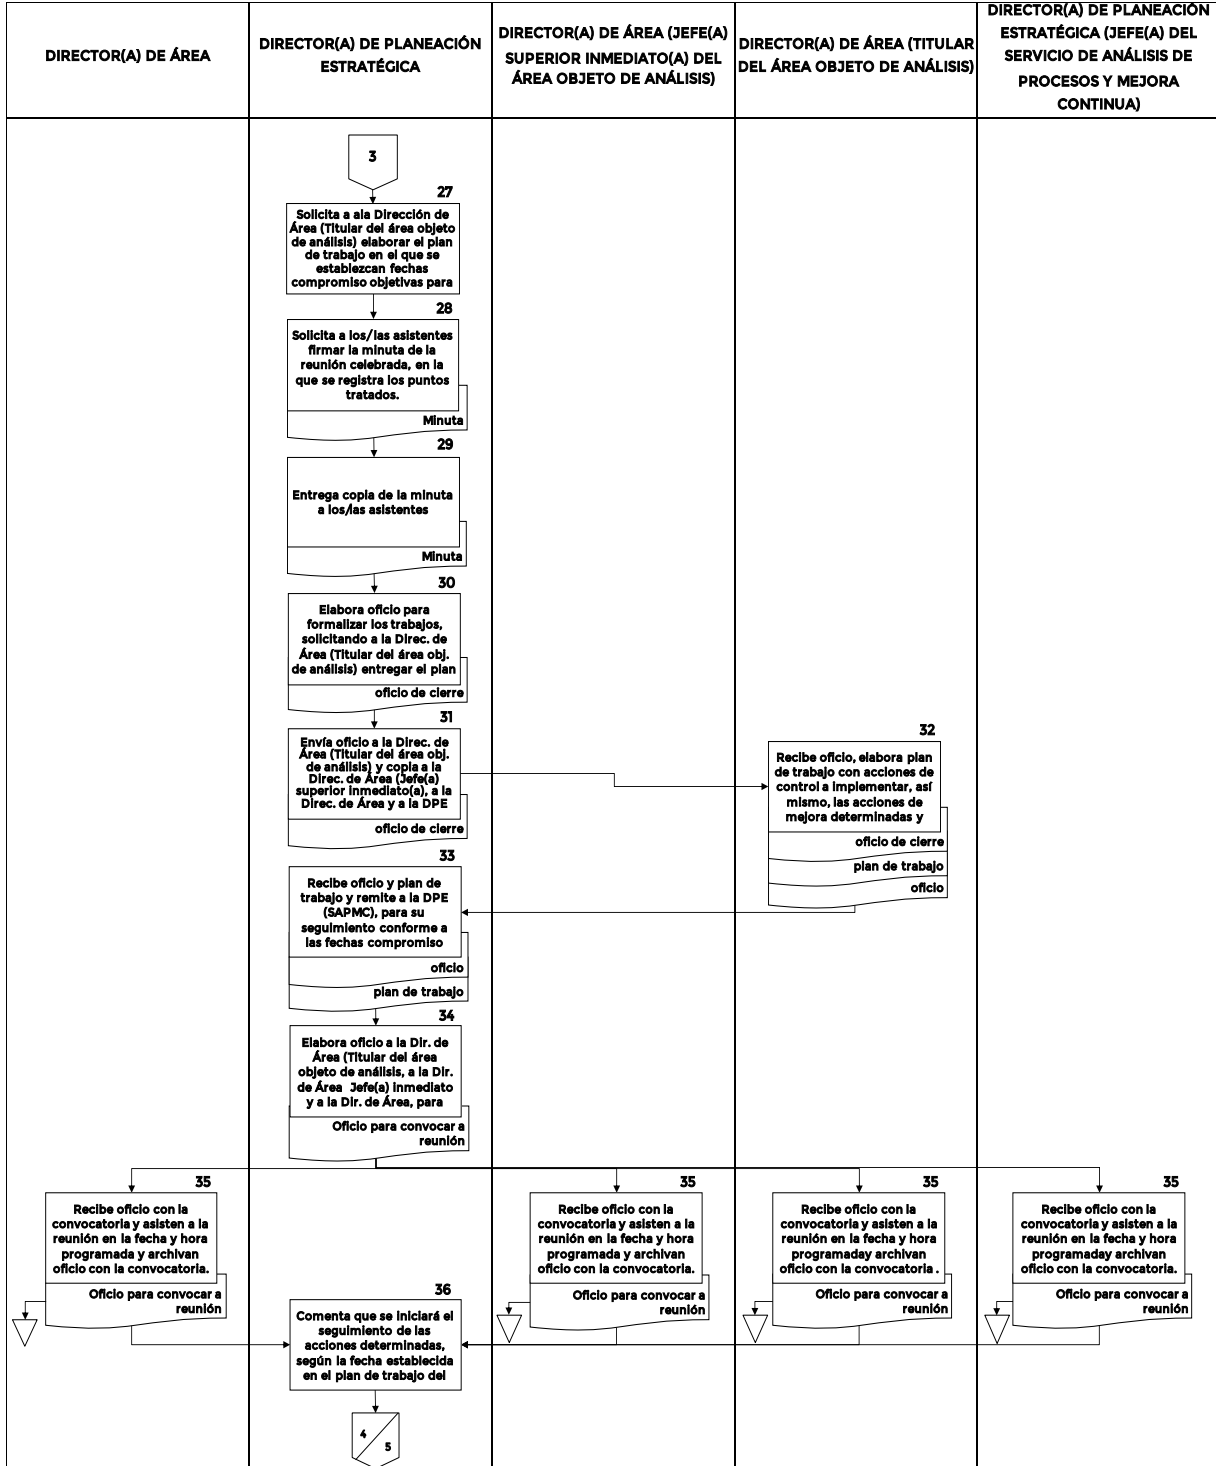 DIRECTOR(A) DE ÁREA
DIRECTOR(A) DE PLANEACIÓN
ESTRATÉGICA
DIRECTOR(A) DE ÁREA (JEFE(A)
SUPERIOR INMEDIATO(A) DEL
ÁREA OBJETO DE ANÁLISIS)
DIRECTOR(A) DE ÁREA (TITULAR
DEL ÁREA OBJETO DE ANÁLISIS)
DIRECTOR(A) DE PLANEACIÓN
ESTRATÉGICA (JEFE(A) DEL
SERVICIO DE ANÁLISIS DE
PROCESOS Y MEJORA
CONTINUA)
3
27
Solicita a ala Dirección de
Área (Titular del área objeto
de análisis) elaborar el plan
de trabajo en el que se
establezcan fechas
compromiso objetivas para
28
Solicita a los/las asistentes
firmar la minuta de la
reunión celebrada, en la
que se registra los puntos
tratados.
Minuta
29
Entrega copia de la minuta
a los/las asistentes
Minuta
30
Elabora oficio para
formalizar los trabajos,
solicitando a la Direc. de
Área (Titular del área obj.
de análisis) entregar el plan
oficio de cierre
31
Envía oficio a la Direc. de
Área (Titular del área obj.
de análisis) y copia a la
Direc. de Área (Jefe(a)
superior inmediato(a), a la
Direc. de Área y a la DPE
oficio de cierre
32
Recibe oficio, elabora plan
de trabajo con acciones de
control a implementar, así
mismo, las acciones de
mejora determinadas y
oficio de cierre
plan de trabajo
oficio
33
Recibe oficio y plan de
trabajo y remite a la DPE
(SAPMC), para su
seguimiento conforme a
las fechas compromiso
oficio
plan de trabajo
34
Elabora oficio a la Dir. de
Área (Titular del área
objeto de análisis, a la Dir.
de Área Jefe(a) inmediato
y a la Dir. de Área, para
Oficio para convocar a
reunión
35
Recibe oficio con la
convocatoria y asisten a la
reunión en la fecha y hora
programada y archivan
oficio con la convocatoria.
Oficio para convocar a
reunión
35
Recibe oficio con la
convocatoria y asisten a la
reunión en la fecha y hora
programada y archivan
oficio con la convocatoria.
Oficio para convocar a
reunión
35
Recibe oficio con la
convocatoria y asisten a la
reunión en la fecha y hora
programaday archivan
oficio con la convocatoria .
Oficio para convocar a
reunión
35
Recibe oficio con la
convocatoria y asisten a la
reunión en la fecha y hora
programaday archivan
oficio con la convocatoria.
Oficio para convocar a
reunión
36
Comenta que se iniciará el
seguimiento de las
acciones determinadas,
según la fecha establecida
en el plan de trabajo del
4
5